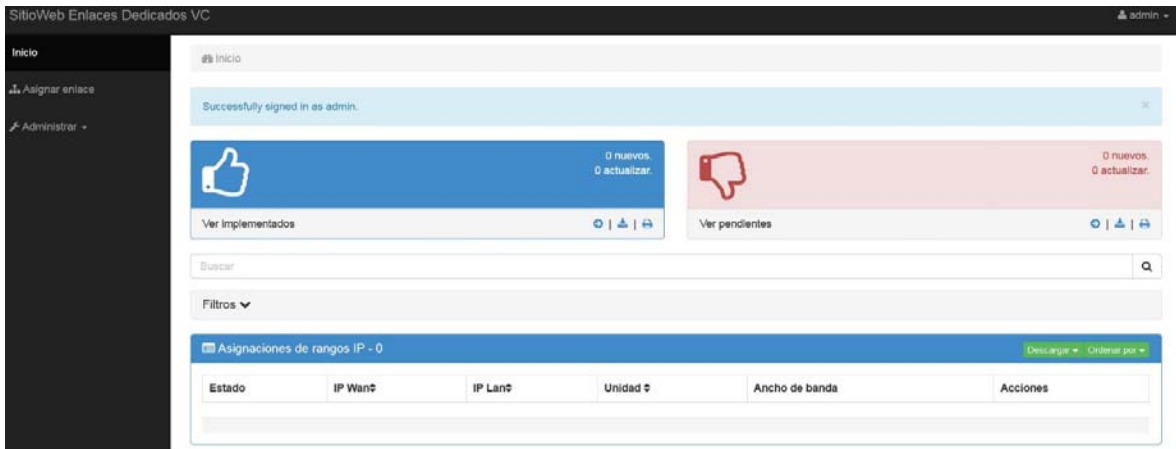 SitioWeb Enlaces Dedicados VC
admin
Inicio
Asignar enlace
Administrar
Inicio
Successfully signed in as admin.
×
0 nuevos.
0 actualizar.
Ver implementados
|
|
0 nuevos.
0 actualizar.
Ver pendientes
|
|
Buscar
Filtros
Asignaciones de rangos IP - 0
Descargar
Ordenar por
Estado
IP Wan
IP Lan
Unidad
Ancho de banda
Acciones